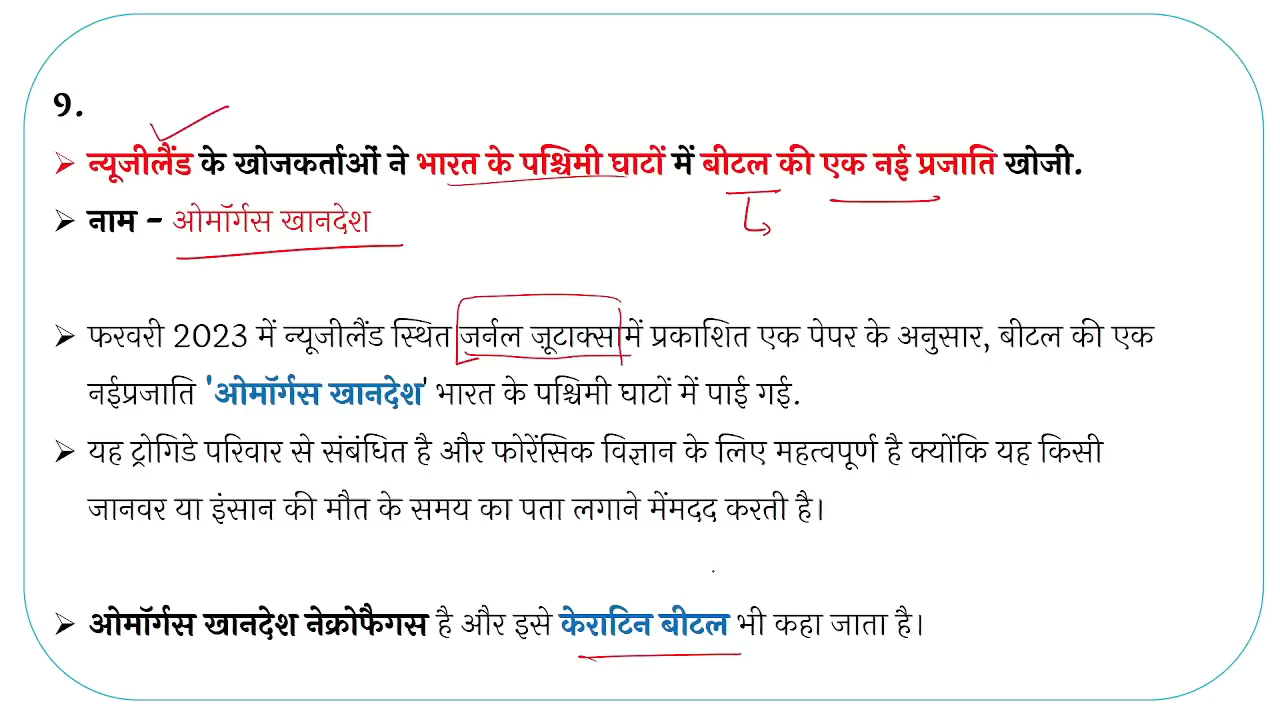 9.
➢ न्यूजीलैंड के खोजकर्ताओं ने भारत के पश्चिमी घाटों में बीटल की एक नई प्रजाति खोजी.
➢ नाम – ओमॉर्गस खानदेश
➢ फरवरी 2023 में न्यूजीलैंड स्थित जर्नल जूटाक्सा में प्रकाशित एक पेपर के अनुसार, बीटल की एक
नईप्रजाति 'ओमॉर्गस खानदेश' भारत के पश्चिमी घाटों में पाई गई.
➢ यह ट्रोगिडे परिवार से संबंधित है और फोरेंसिक विज्ञान के लिए महत्वपूर्ण है क्योंकि यह किसी
जानवर या इंसान की मौत के समय का पता लगाने मेंमदद करती है।
➢ ओमॉर्गस खानदेश नेक्रोफैगस है और इसे केराटिन बीटल भी कहा जाता है।